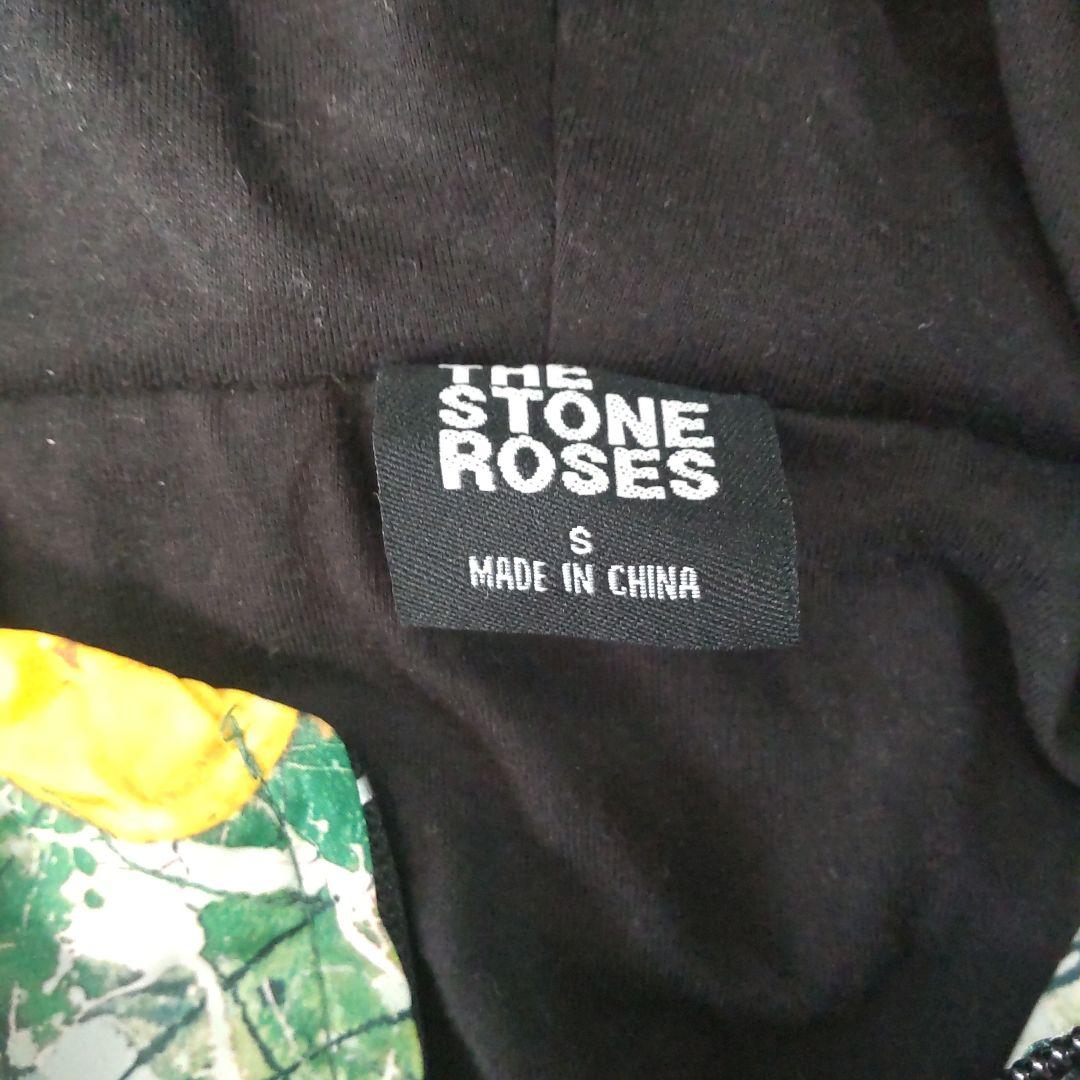 THE
STONE
ROSES
S
MADE IN CHINA